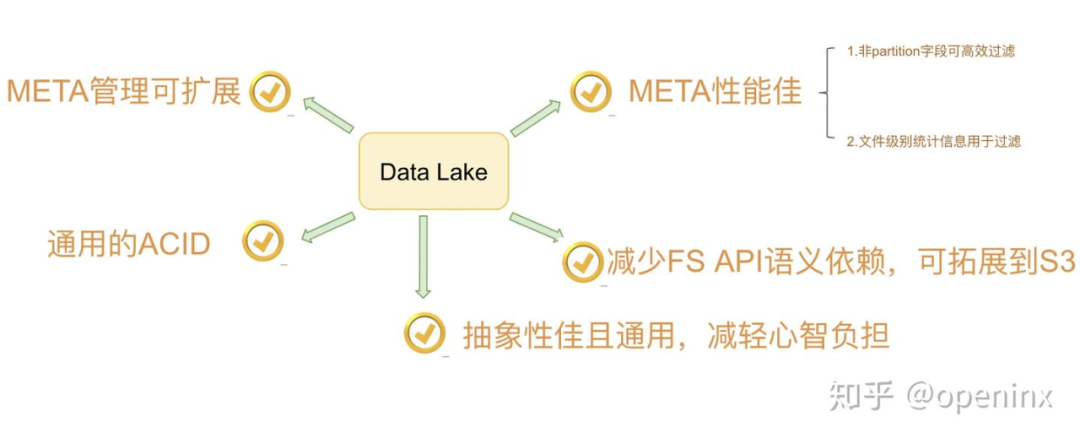 META管理可扩展
META性能佳
1.非partition字段可高效过滤
2.文件级别统计信息用于过滤
Data Lake
通用的ACID
减少FS API语义依赖，可拓展到S3
抽象性佳且通用，减轻心智负担
知乎 @openinx